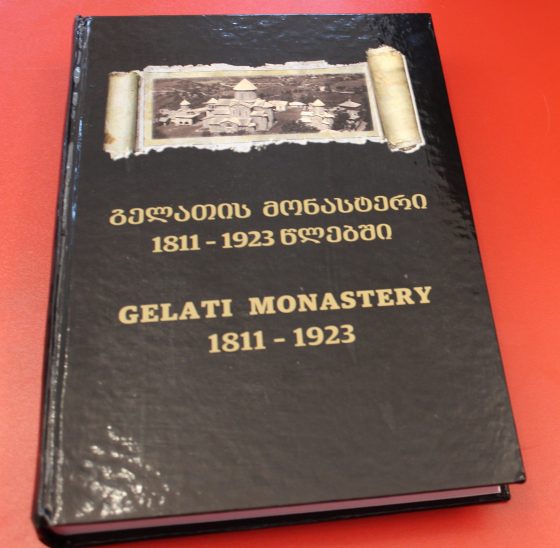 გელათის მონასტერი
1811 - 1923 წლებში
GELATI MONASTERY
1811 - 1923